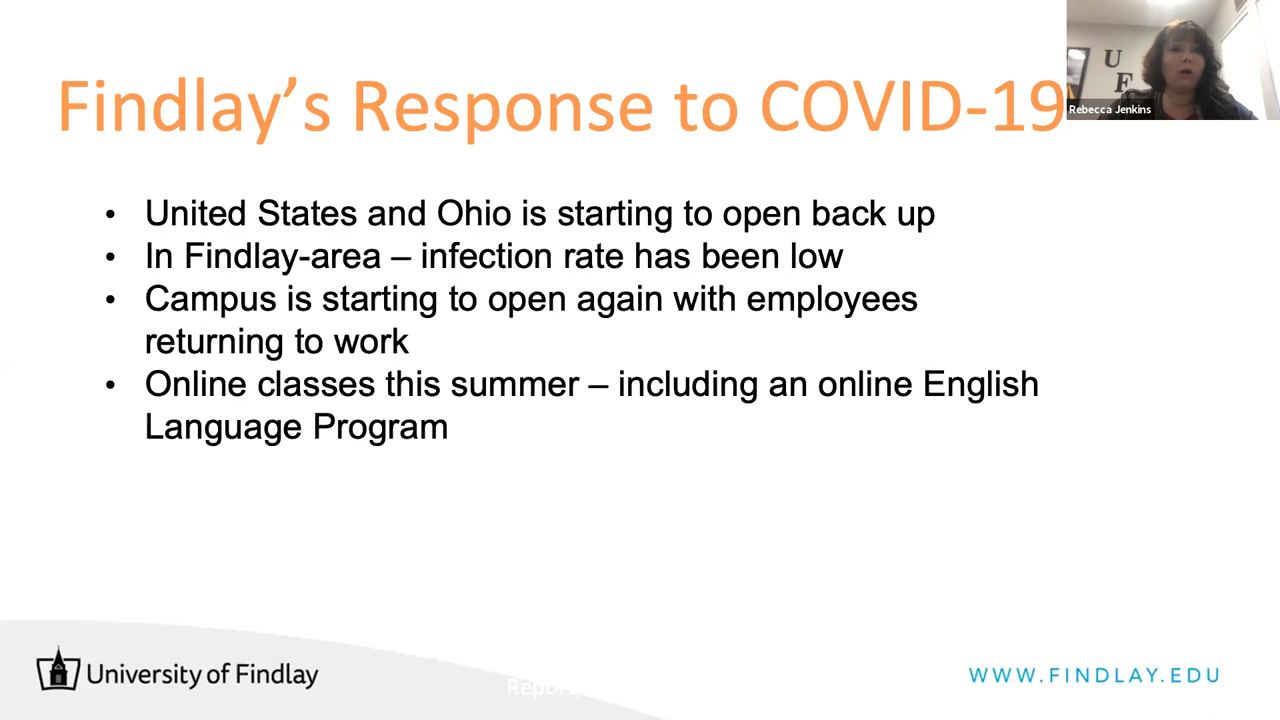 Findlay’s Response to COVID-19
U
F
Rebecca Jenkins
• United States and Ohio is starting to open back up
• In Findlay-area – infection rate has been low
• Campus is starting to open again with employees
returning to work
• Online classes this summer – including an online English
Language Program
University of Findlay
WWW.FINDLAY.EDU